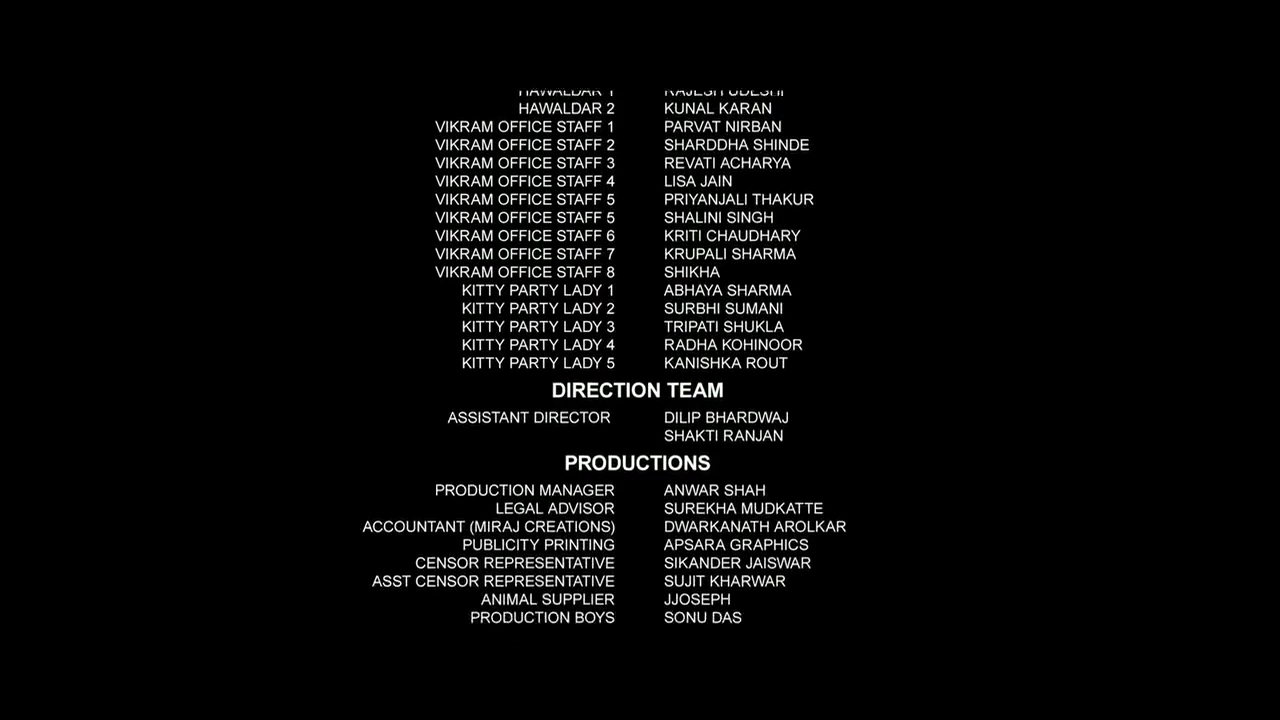 HAWALDAR 1 RAJESH UDESHI
HAWALDAR 2 KUNAL KARAN
VIKRAM OFFICE STAFF 1 PARVAT NIRBAN
VIKRAM OFFICE STAFF 2 SHARDDHA SHINDE
VIKRAM OFFICE STAFF 3 REVATI ACHARYA
VIKRAM OFFICE STAFF 4 LISA JAIN
VIKRAM OFFICE STAFF 5 PRIYANJALI THAKUR
VIKRAM OFFICE STAFF 5 SHALINI SINGH
VIKRAM OFFICE STAFF 6 KRITI CHAUDHARY
VIKRAM OFFICE STAFF 7 KRUPALI SHARMA
VIKRAM OFFICE STAFF 8 SHIKHA
KITTY PARTY LADY 1 ABHAYA SHARMA
KITTY PARTY LADY 2 SURBHI SUMANI
KITTY PARTY LADY 3 TRIPATI SHUKLA
KITTY PARTY LADY 4 RADHA KOHINOOR
KITTY PARTY LADY 5 KANISHKA ROUT
DIRECTION TEAM
ASSISTANT DIRECTOR DILIP BHARDWAJ
SHAKTI RANJAN
PRODUCTIONS
PRODUCTION MANAGER ANWAR SHAH
LEGAL ADVISOR SUREKHA MUDKATTE
ACCOUNTANT (MIRAJ CREATIONS) DWARKANATH AROLKAR
PUBLICITY PRINTING APSARA GRAPHICS
CENSOR REPRESENTATIVE SIKANDER JAISWAR
ASST CENSOR REPRESENTATIVE SUJIT KHARWAR
ANIMAL SUPPLIER JJOSEPH
PRODUCTION BOYS SONU DAS